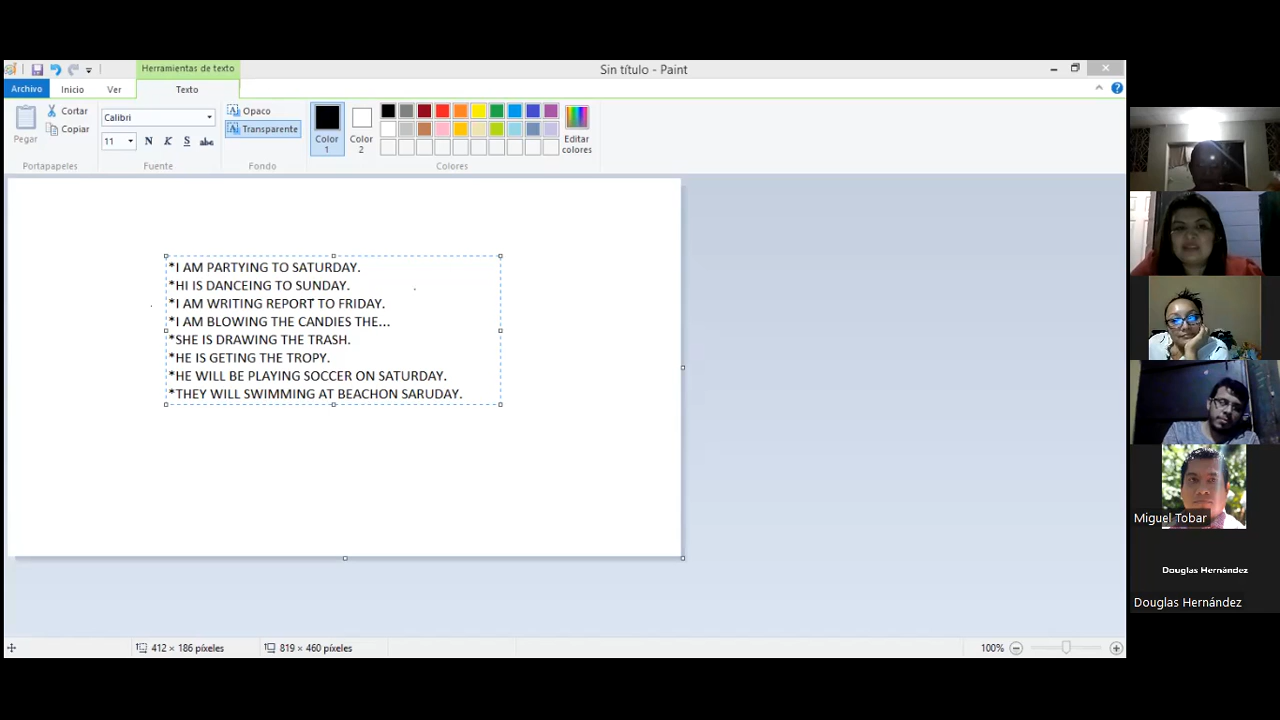 Herramientas de texto
Sin título - Paint
Archivo
Inicio
Ver
Texto
Pegar
Cortar
Copiar
Portapapeles
Calibri
11
N K S abc
Fuente
Opaco
Transparente
Fondo
Color 1
Color 2
Editar colores
Colores
*I AM PARTYING TO SATURDAY.
*HI IS DANCEING TO SUNDAY.
*I AM WRITING REPORT TO FRIDAY.
*I AM BLOWING THE CANDIES THE...
*SHE IS DRAWING THE TRASH.
*HE IS GETING THE TROPY.
*HE WILL BE PLAYING SOCCER ON SATURDAY.
*THEY WILL SWIMMING AT BEACHON SARUDAY.
412 × 186 píxeles
819 × 460 píxeles
100%
Miguel Tobar
Douglas Hernández
Douglas Hernández